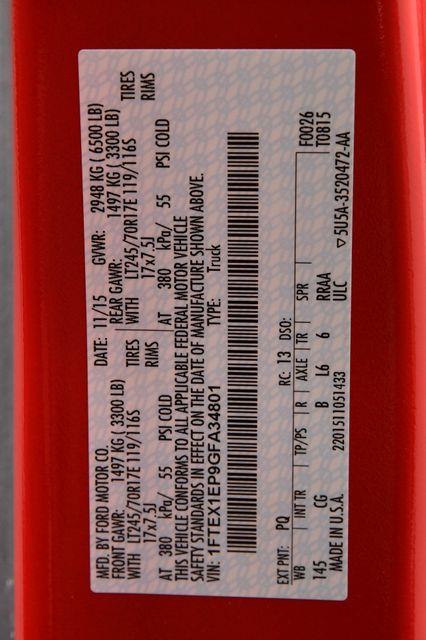 MFD. BY FORD MOTOR CO.
DATE: 11/15 GVWR: 2948 KG ( 6500 LB)
FRONT GAWR: 1497 KG ( 3300 LB) REAR GAWR: 1497 KG ( 3300 LB)
WITH LT245/70R17E 119/116S TIRES WITH LT245/70R17E 119/116S TIRES
17x7.5J RIMS 17x7.5J RIMS
AT 380 kPa/ 55 PSI COLD AT 380 kPa/ 55 PSI COLD
THIS VEHICLE CONFORMS TO ALL APPLICABLE FEDERAL MOTOR VEHICLE
SAFETY STANDARDS IN EFFECT ON THE DATE OF MANUFACTURE SHOWN ABOVE.
VIN: 1FTEX1EP9GFA34801 TYPE: Truck
EXT PNT: PQ RC: 13 DSO: F0026
WB INT TR TP/PS R AXLE TR SPR T0815
145 CG B L6 6 RRAA
ULC
MADE IN U.S.A. 2201511051433 ▽5U5A-3520472-AA